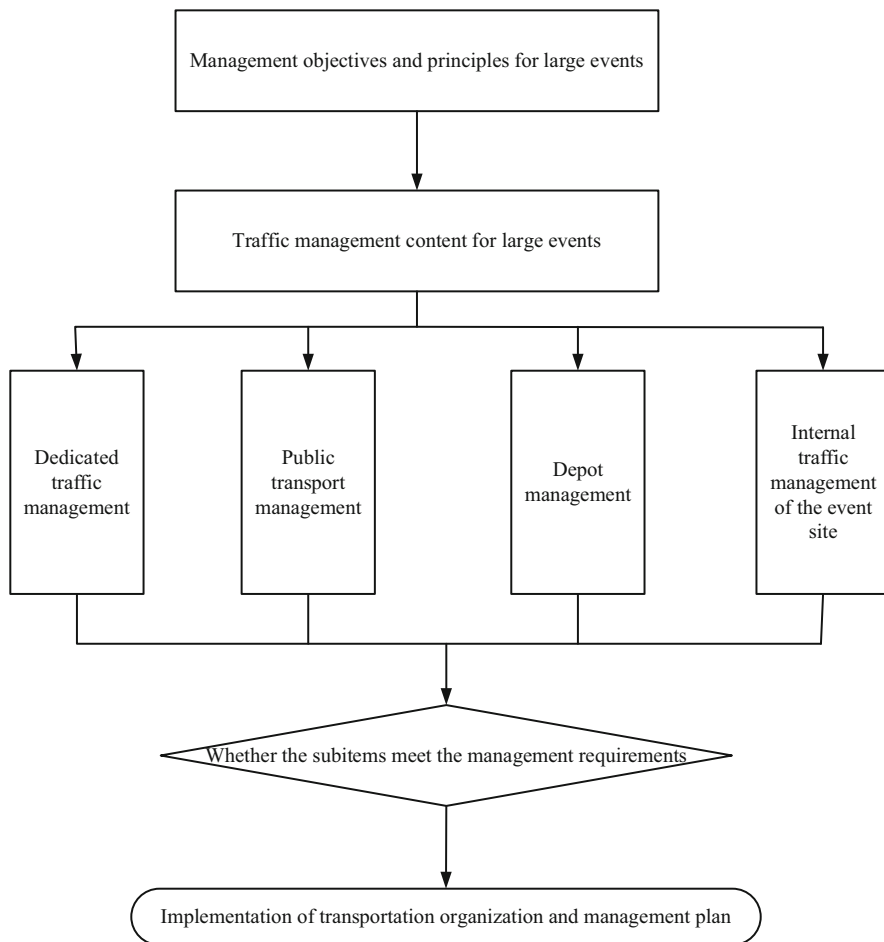 Management objectives and principles for large events
Traffic management content for large events
Dedicated
traffic
management
Public
transport
management
Depot
management
Internal
traffic
management
of the event
site
Whether the subitems meet the management requirements
Implementation of transportation organization and management plan